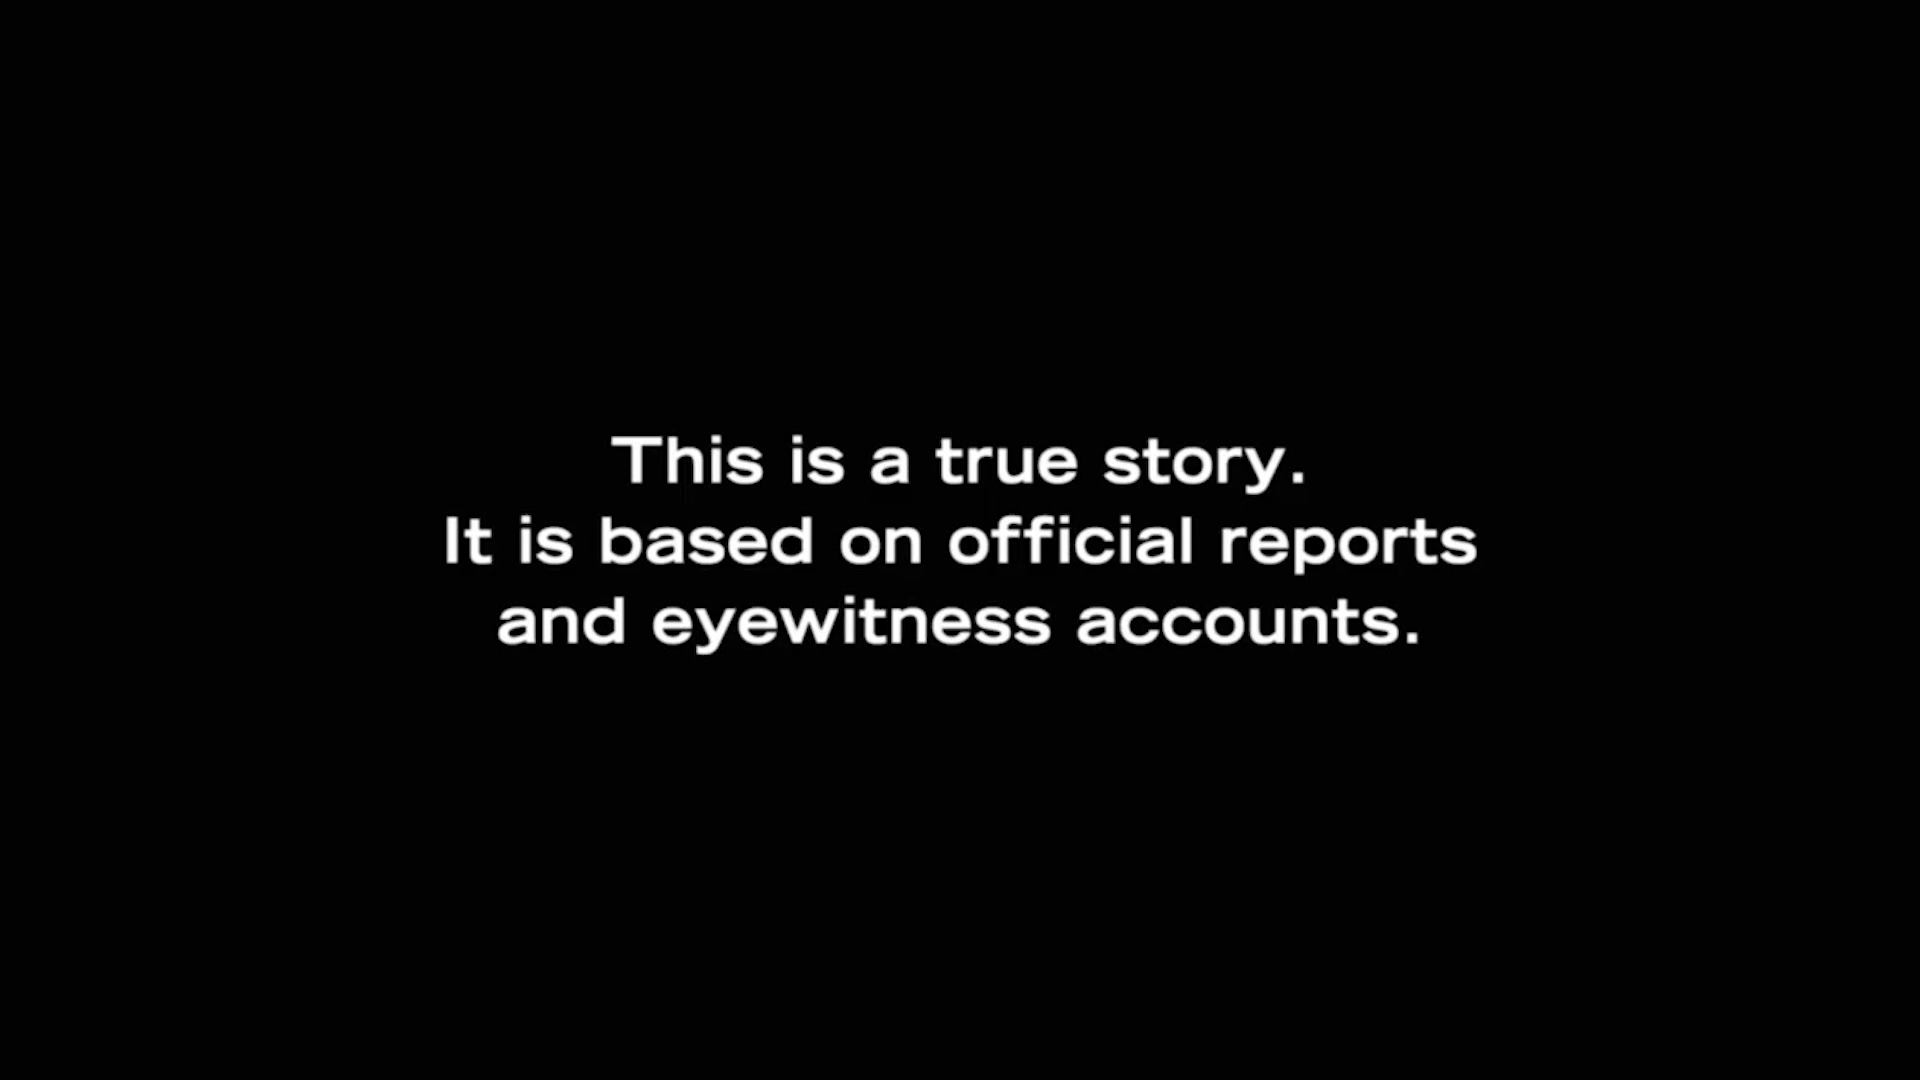 This is a true story.
It is based on official reports
and eyewitness accounts.